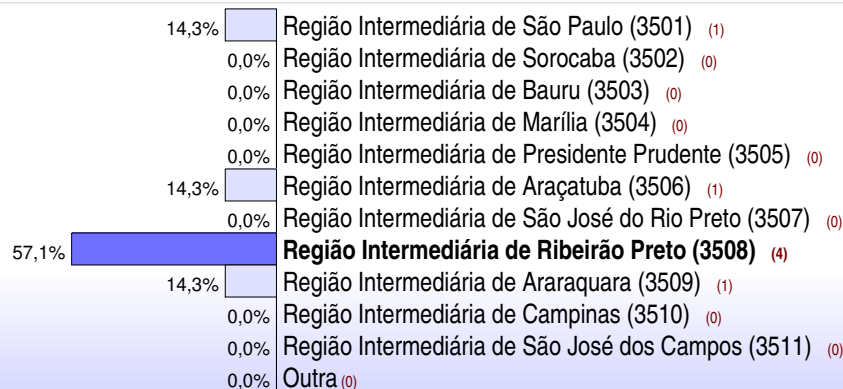 14,3% Região Intermediária de São Paulo (3501) (1)
0,0% Região Intermediária de Sorocaba (3502) (0)
0,0% Região Intermediária de Bauru (3503) (0)
0,0% Região Intermediária de Marília (3504) (0)
0,0% Região Intermediária de Presidente Prudente (3505) (0)
14,3% Região Intermediária de Araçatuba (3506) (1)
0,0% Região Intermediária de São José do Rio Preto (3507) (0)
57,1% Região Intermediária de Ribeirão Preto (3508) (4)
14,3% Região Intermediária de Araraquara (3509) (1)
0,0% Região Intermediária de Campinas (3510) (0)
0,0% Região Intermediária de São José dos Campos (3511) (0)
0,0% Outra (0)